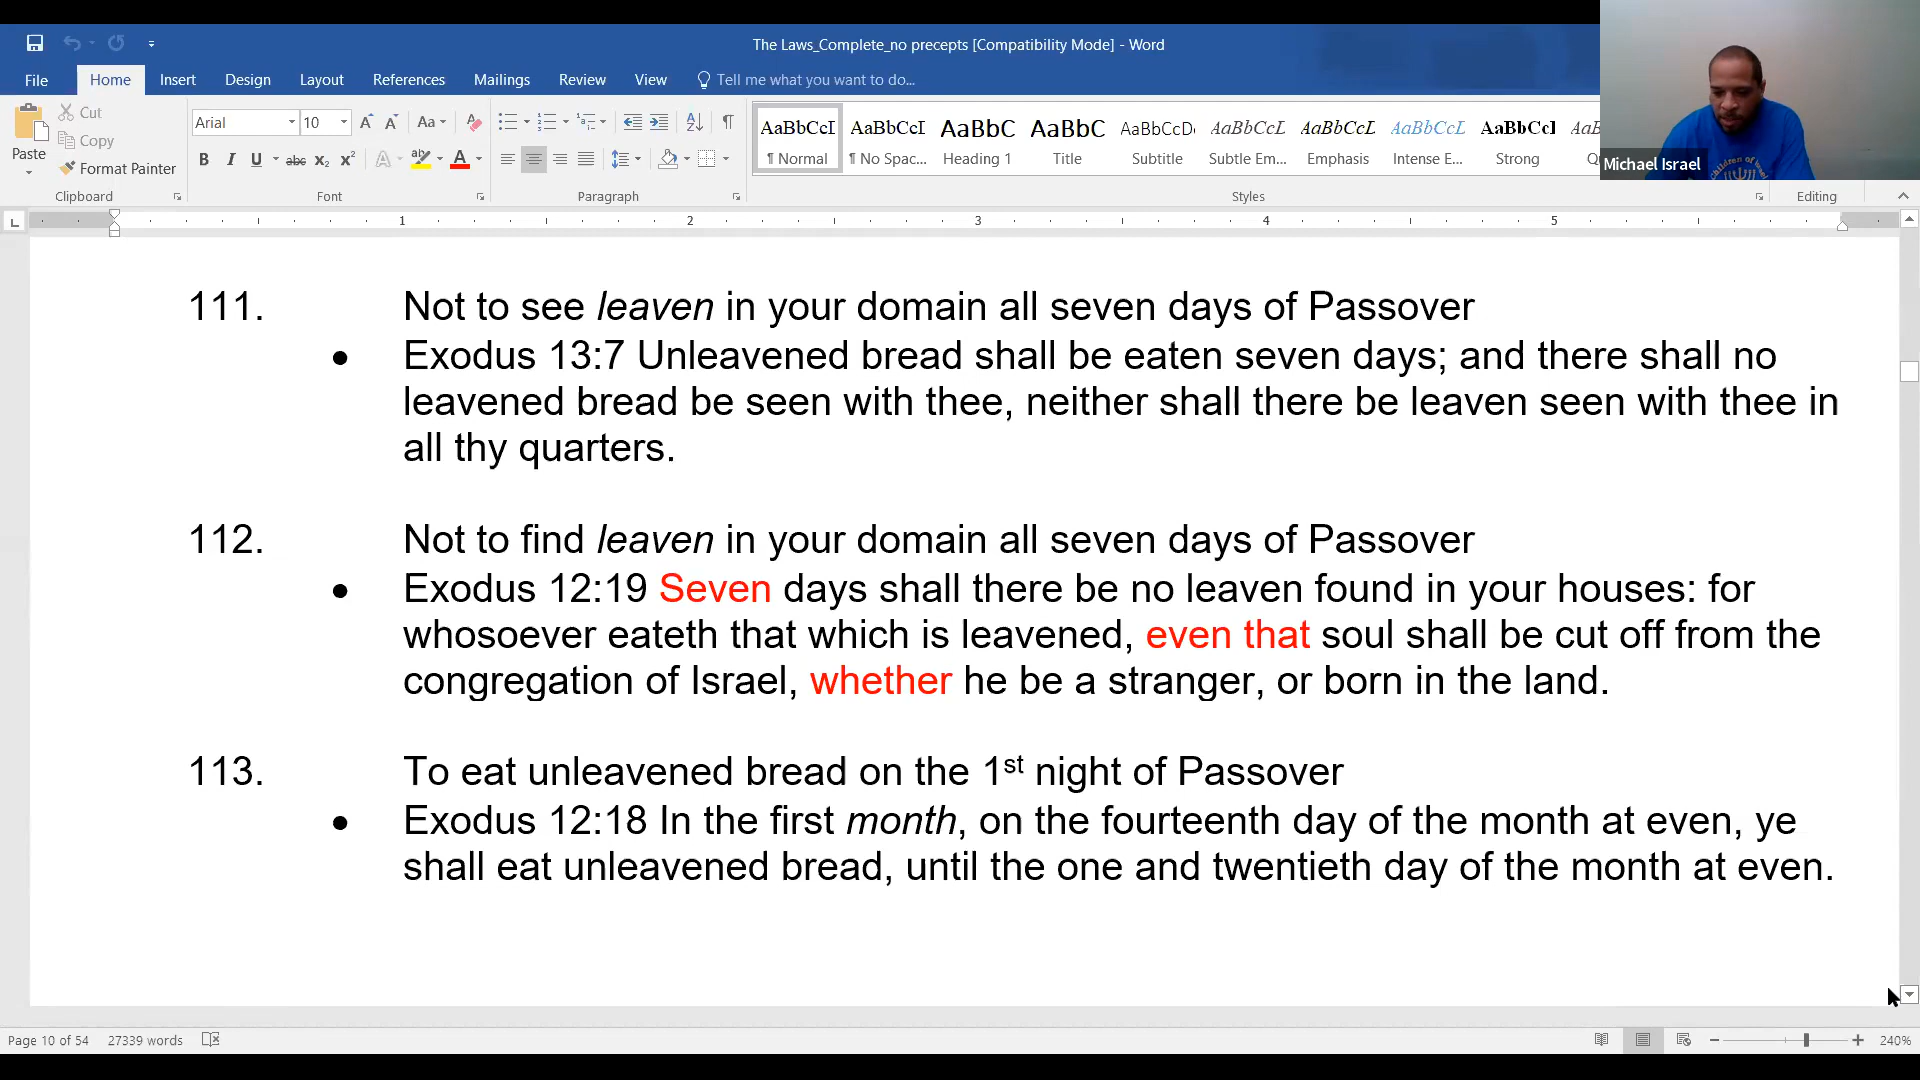 The Laws_Complete_no precepts [Compatibility Mode] - Word
File Home Insert Design Layout References Mailings Review View Tell me what you want to do...
Paste
Cut
Copy
Format Painter
Arial 10
AaBbCcI AaBbCcI AaBbC AaBbC AaBbCcDc AaBbCcL AaBbCcL AaBbCcL AaBbCcI
¶ Normal ¶ No Spac... Heading 1 Title Subtitle Subtle Em... Emphasis Intense E... Strong
Clipboard Font Paragraph Styles Editing
Michael Israel
children of Israel
1 2 3 4 5
111. Not to see leaven in your domain all seven days of Passover
• Exodus 13:7 Unleavened bread shall be eaten seven days; and there shall no
leavened bread be seen with thee, neither shall there be leaven seen with thee in
all thy quarters.
112. Not to find leaven in your domain all seven days of Passover
• Exodus 12:19 Seven days shall there be no leaven found in your houses: for
whosoever eateth that which is leavened, even that soul shall be cut off from the
congregation of Israel, whether he be a stranger, or born in the land.
113. To eat unleavened bread on the 1st night of Passover
• Exodus 12:18 In the first month, on the fourteenth day of the month at even, ye
shall eat unleavened bread, until the one and twentieth day of the month at even.
Page 10 of 54 27339 words 240%